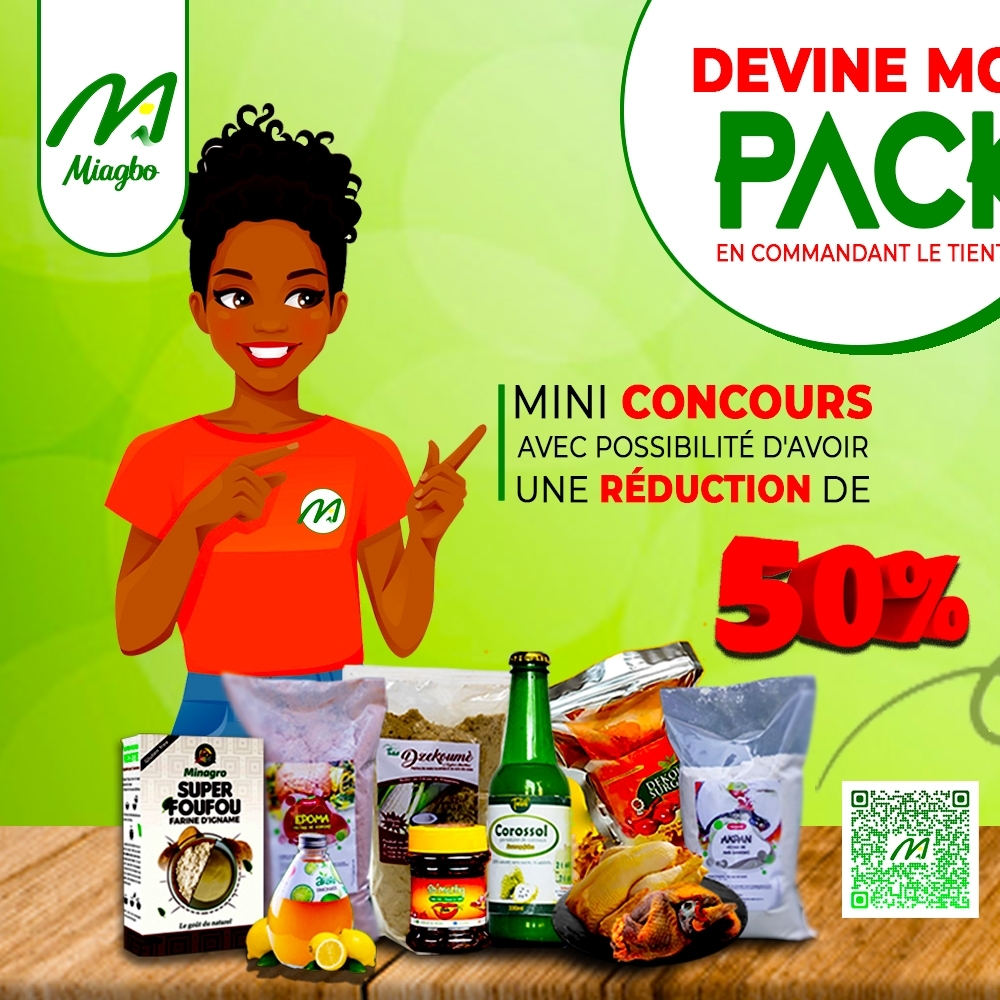 Miagbo
DEVINE MO
PACK
EN COMMANDANT LE TIENT
MINI CONCOURS
AVEC POSSIBILITÉ D'AVOIR
UNE RÉDUCTION DE
50%
Minagro
SUPER
FOUFOU
FARINE D'IGNAME
Le goût du naturel
EPOMA
Dzekoumè
Corossol
330ml
AKPAN